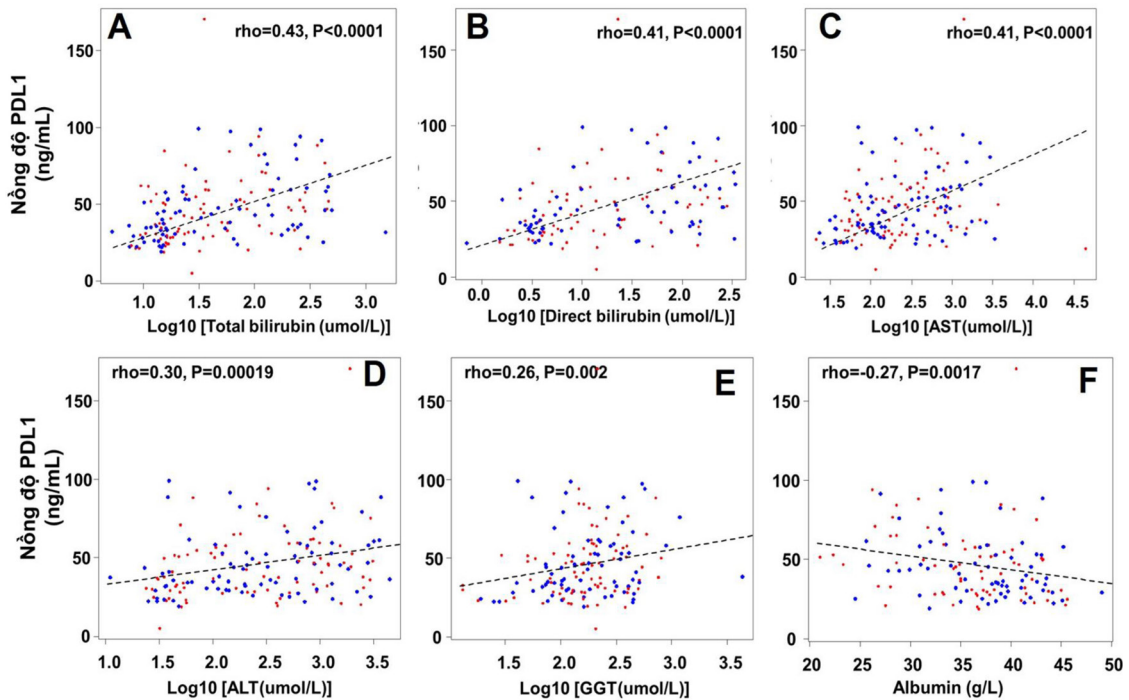 A
rho=0.43, P<0.0001
B
rho=0.41, P<0.0001
C
rho=0.41, P<0.0001
Nồng độ PDL1
(ng/mL)
150
100
50
0
1.0 1.5 2.0 2.5 3.0
Log10 [Total bilirubin (umol/L)]
150
100
50
0
0.0 0.5 1.0 1.5 2.0 2.5
Log10 [Direct bilirubin (umol/L)]
150
100
50
0
1.5 2.0 2.5 3.0 3.5 4.0 4.5
Log10 [AST(umol/L)]
rho=0.30, P=0.00019
D
rho=0.26, P=0.002
E
rho=-0.27, P=0.0017
F
Nồng độ PDL1
(ng/mL)
150
100
50
0
1.0 1.5 2.0 2.5 3.0 3.5
Log10 [ALT(umol/L)]
150
100
50
0
1.5 2.0 2.5 3.0 3.5
Log10 [GGT(umol/L)]
150
100
50
0
20 25 30 35 40 45 50
Albumin (g/L)